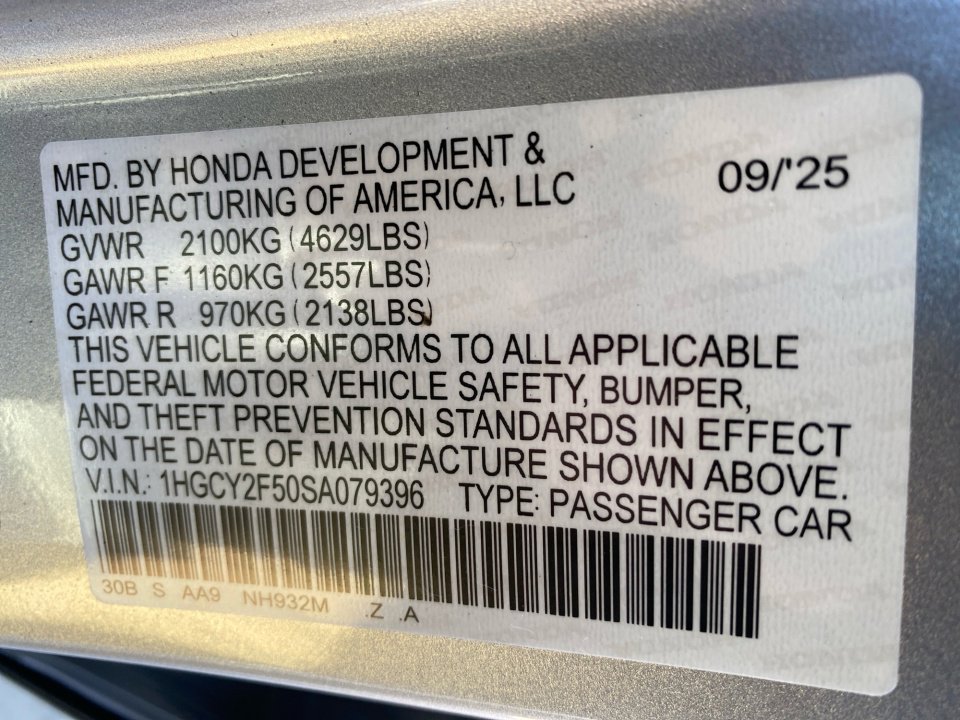 MFD. BY HONDA DEVELOPMENT &
MANUFACTURING OF AMERICA, LLC
09/'25
GVWR 2100KG (4629LBS)
GAWR F 1160KG (2557LBS)
GAWR R 970KG (2138LBS)
THIS VEHICLE CONFORMS TO ALL APPLICABLE
FEDERAL MOTOR VEHICLE SAFETY, BUMPER,
AND THEFT PREVENTION STANDARDS IN EFFECT
ON THE DATE OF MANUFACTURE SHOWN ABOVE.
V.I.N.: 1HGCY2F50SA079396 TYPE: PASSENGER CAR
30B S AA9 NH932M .Z .A